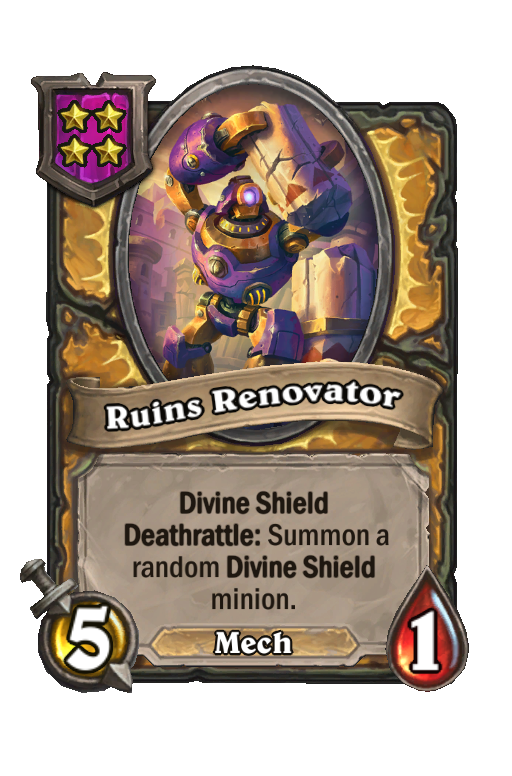 Ruins Renovator
Divine Shield
Deathrattle: Summon a
random Divine Shield
minion.
5
Mech
1